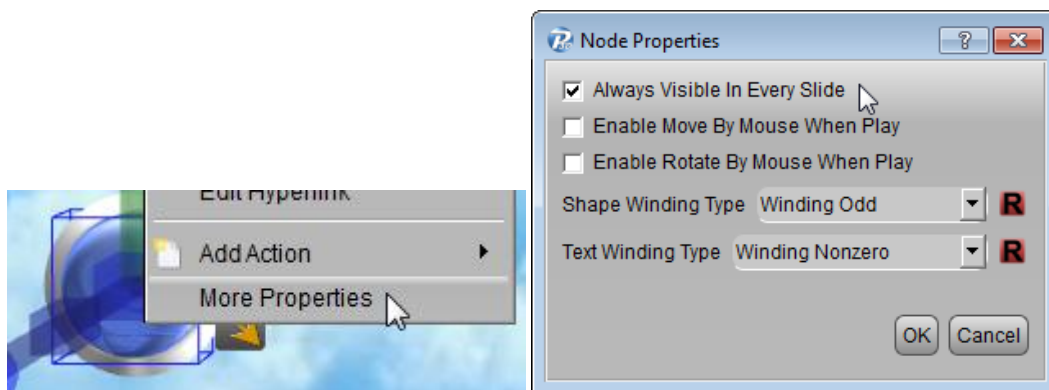 Edit Hyperlink
Add Action
More Properties
Node Properties
Always Visible In Every Slide
Enable Move By Mouse When Play
Enable Rotate By Mouse When Play
Shape Winding Type Winding Odd R
Text Winding Type Winding Nonzero R
OK Cancel